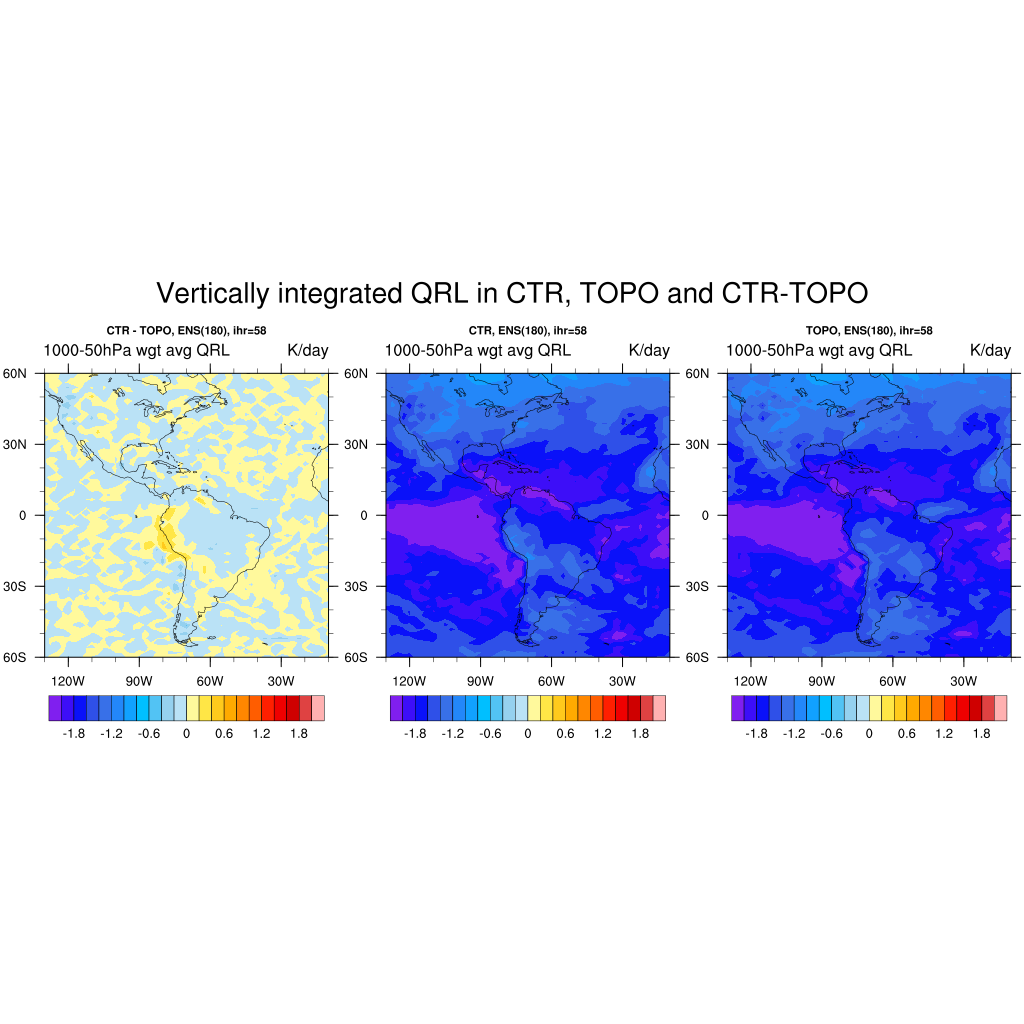 Vertically integrated QRL in CTR, TOPO and CTR-TOPO
CTR - TOPO, ENS(180), ihr=58
1000-50hPa wgt avg QRL K/day
60N
30N
0
30S
60S
120W 90W 60W 30W
-1.8 -1.2 -0.6 0 0.6 1.2 1.8
CTR, ENS(180), ihr=58
1000-50hPa wgt avg QRL K/day
60N
30N
0
30S
60S
120W 90W 60W 30W
-1.8 -1.2 -0.6 0 0.6 1.2 1.8
TOPO, ENS(180), ihr=58
1000-50hPa wgt avg QRL K/day
60N
30N
0
30S
60S
120W 90W 60W 30W
-1.8 -1.2 -0.6 0 0.6 1.2 1.8